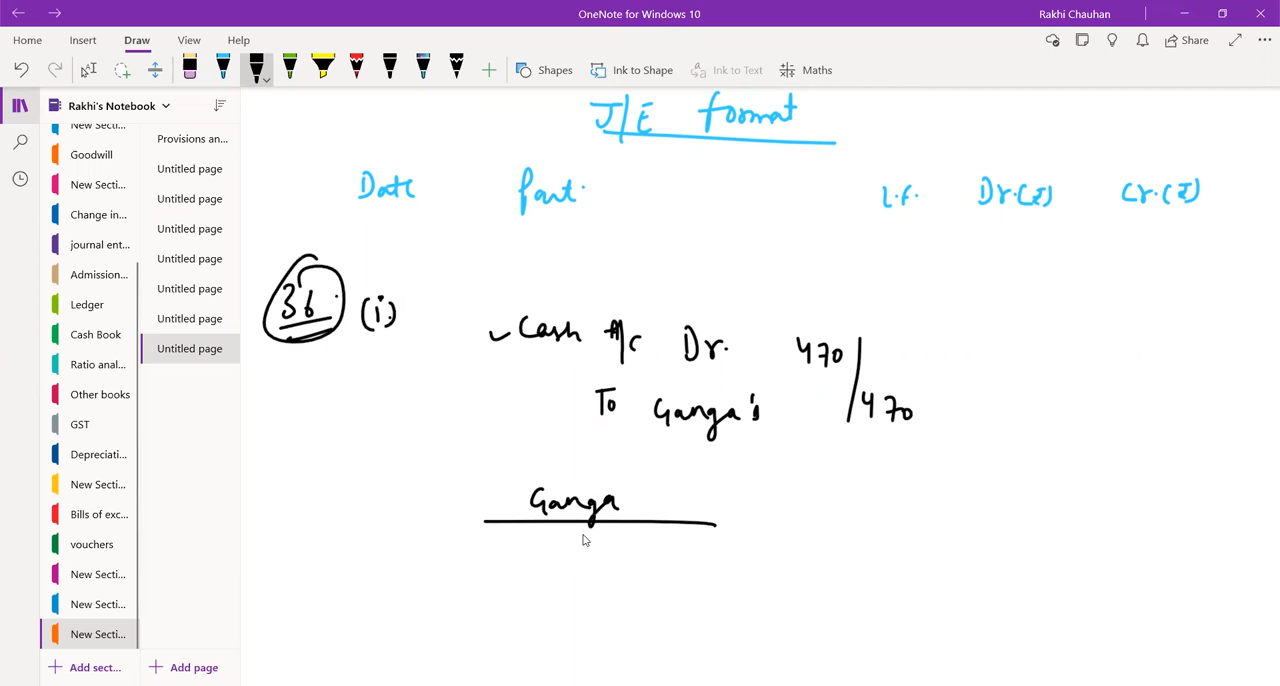 OneNote for Windows 10
Rakhi Chauhan
Home Insert Draw View Help
Share
Shapes Ink to Shape Ink to Text Maths
Rakhi's Notebook
New Secti...
Goodwill
New Secti...
Change in...
journal ent...
Admission...
Ledger
Cash Book
Ratio anal...
Other books
GST
Depreciati...
New Secti...
Bills of exc...
vouchers
New Secti...
New Secti...
New Secti...
Add sect...
Provisions an...
Untitled page
Untitled page
Untitled page
Untitled page
Untitled page
Untitled page
Untitled page
Add page
J/E format
Date Part. L.F. Dr.(₹) Cr.(₹)
36 (i)
Cash A/c Dr. 470
To Ganga's 470
Ganga